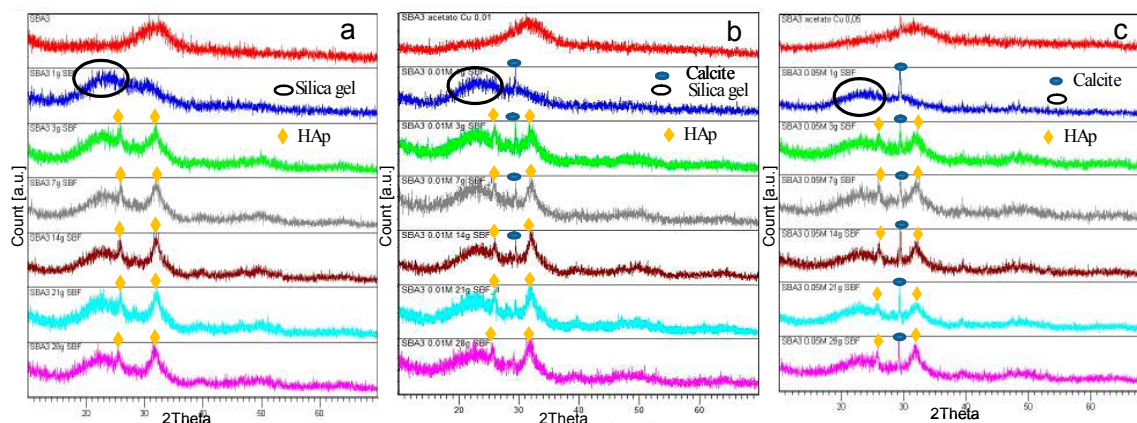 a
SBA3
SBA3 1g SBF
Silica gel
SBA3 3g SBF
HAp
SBA3 7g SBF
SBA3 14g SBF
SBA3 21g SBF
SBA3 28g SBF
Count [a.u.]
20 30 40 50 60
2Theta
b
SBA3 acetato Cu 0,01
SBA3 0.01M 1g SBF
Calcite
Silica gel
SBA3 0.01M 3g SBF
HAp
SBA3 0.01M 7g SBF
SBA3 0.01M 14g SBF
SBA3 0.01M 21g SBF
SBA3 0.01M 28g SBF
Count [a.u.]
20 30 40 50 60
2Theta
c
SBA3 acetato Cu 0,05
SBA3 0.05M 1g SBF
Calcite
SBA3 0.05M 3g SBF
HAp
SBA3 0.05M 7g SBF
SBA3 0.05M 14g SBF
SBA3 0.05M 21g SBF
SBA3 0.05M 28g SBF
Count [a.u.]
20 30 40 50 60
2Theta